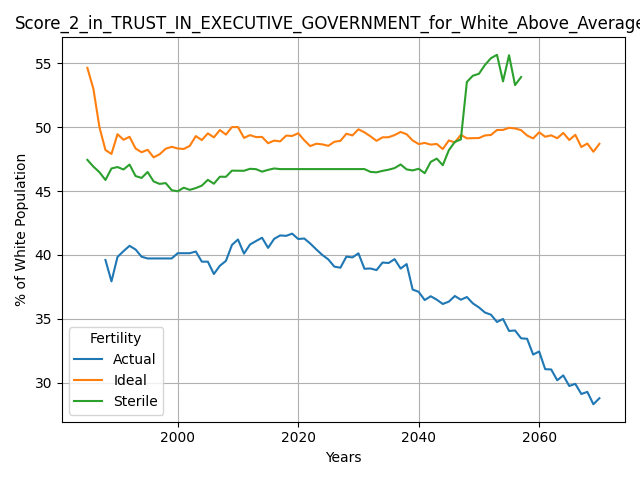 Score_2_in_TRUST_IN_EXECUTIVE_GOVERNMENT_for_White_Above_Average
% of White Population
55
50
45
40
35
30
Fertility
Actual
Ideal
Sterile
2000 2020 2040 2060
Years